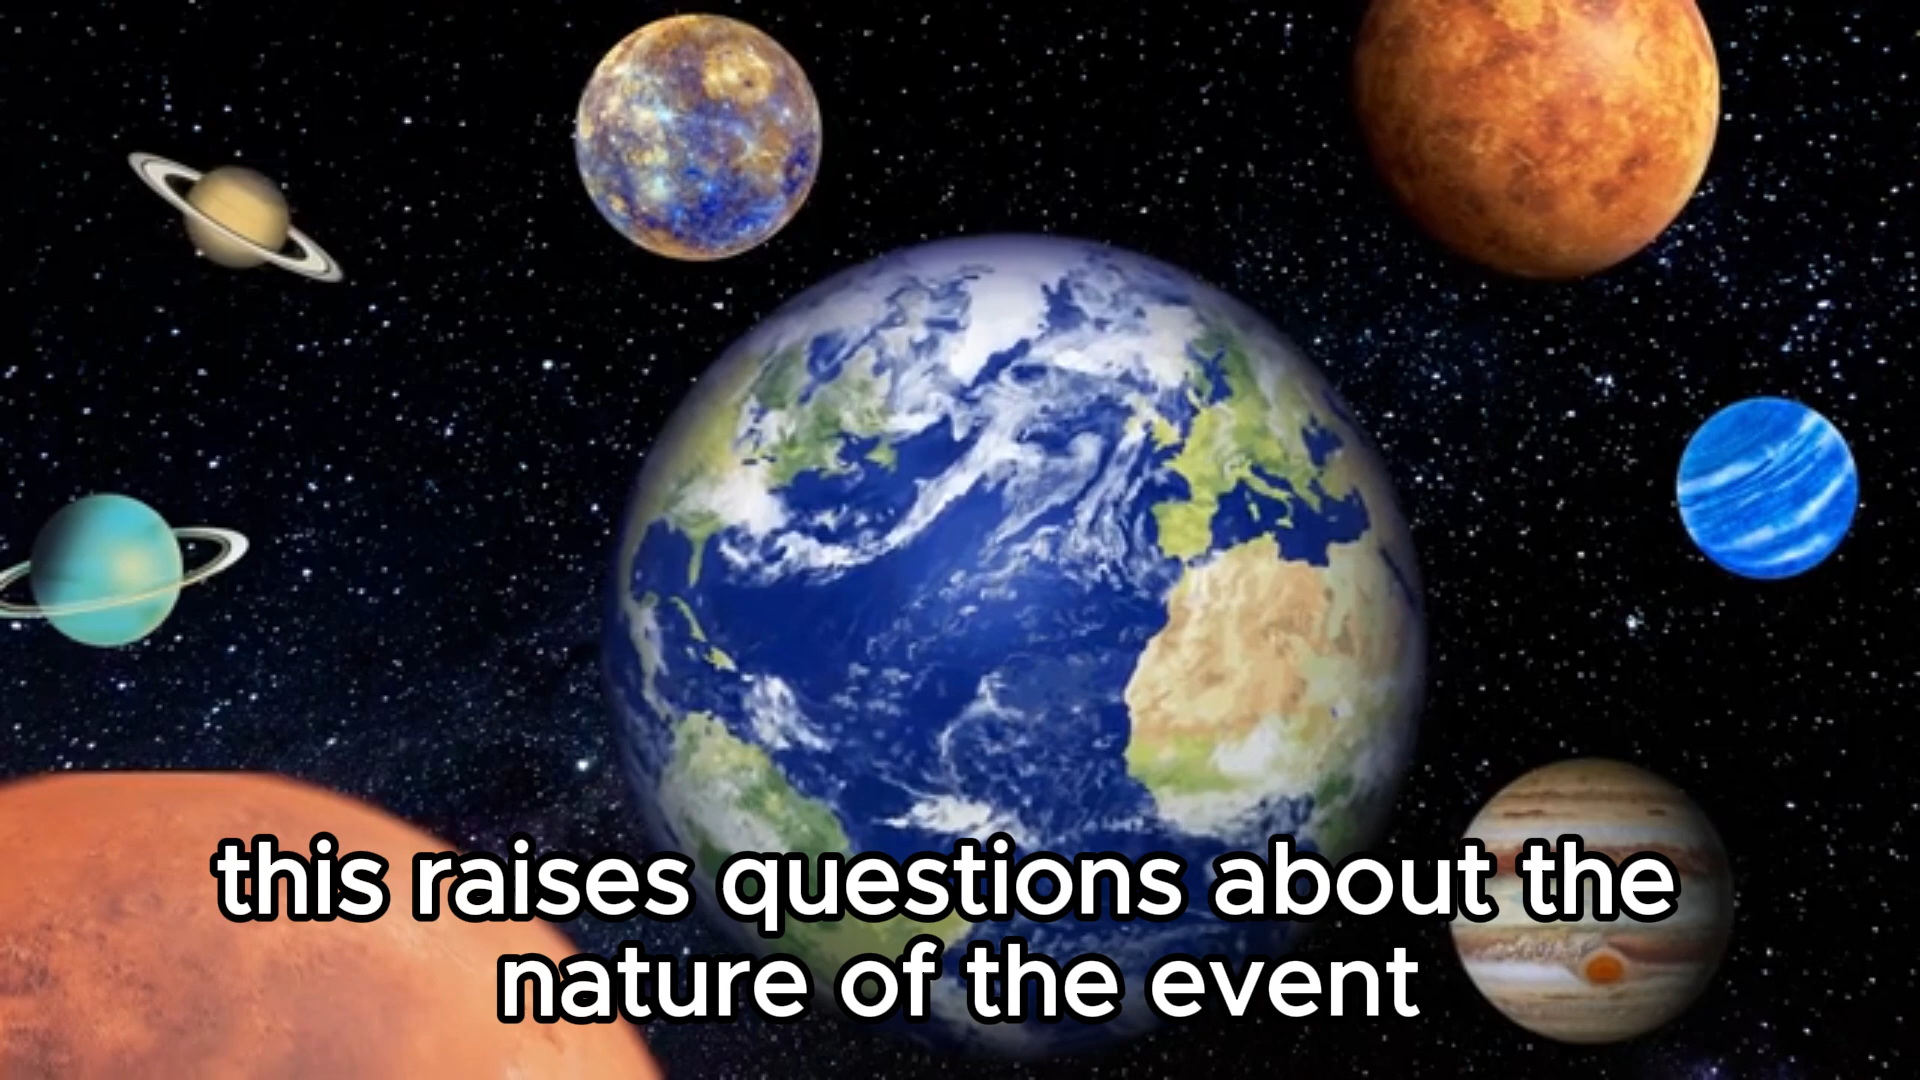 this raises questions about the
nature of the event